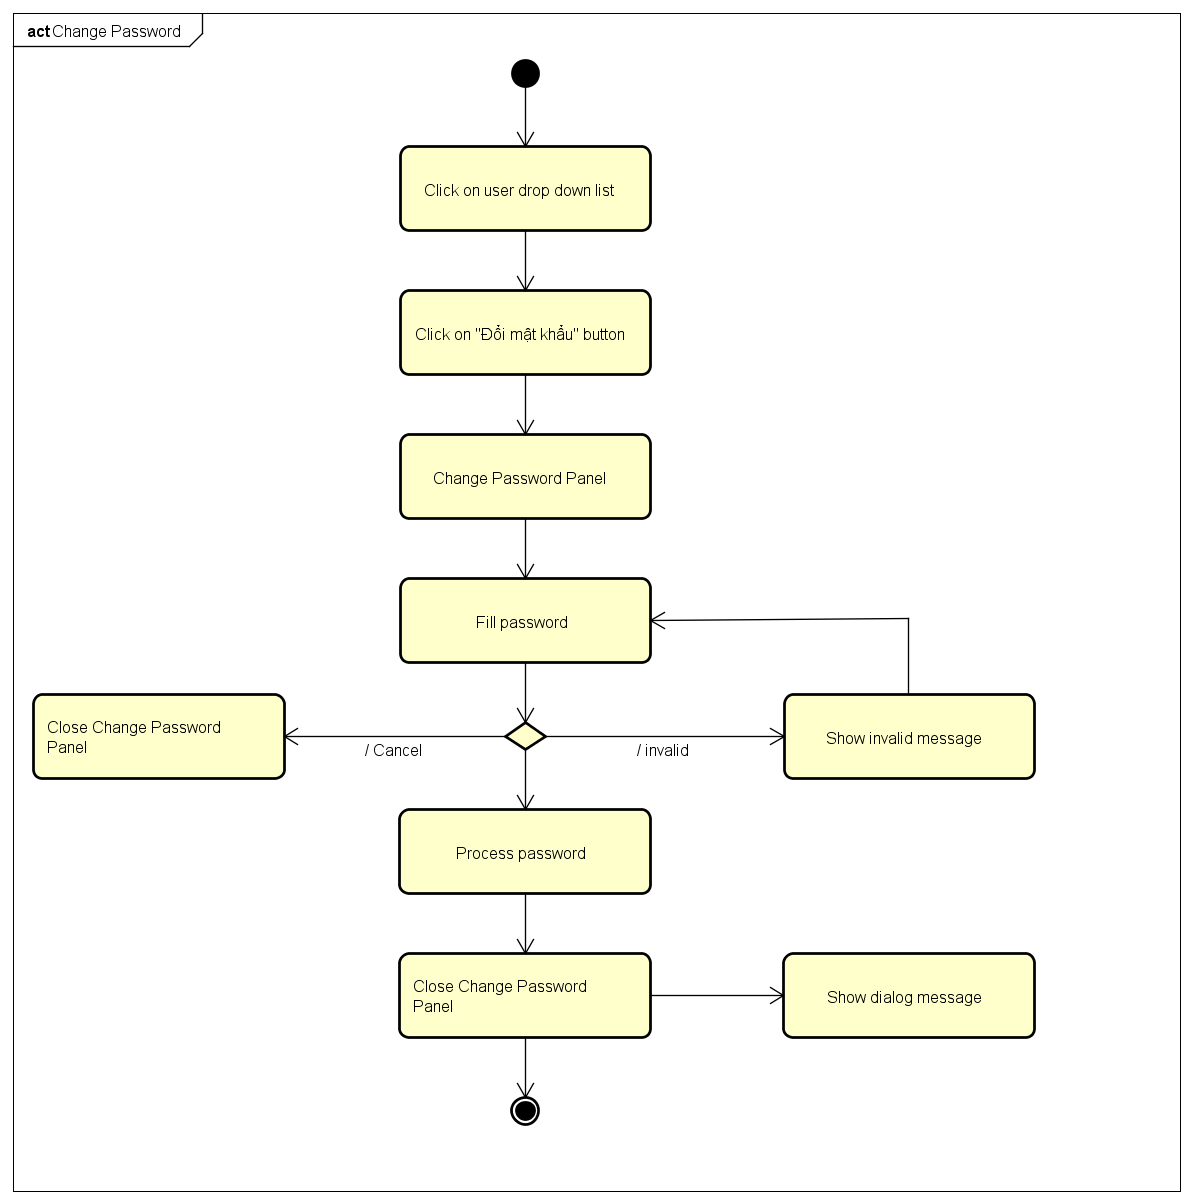 act Change Password
Click on user drop down list
Click on "Đổi mật khẩu" button
Change Password Panel
Fill password
Close Change Password
Panel
/ Cancel
/ invalid
Show invalid message
Process password
Close Change Password
Panel
Show dialog message